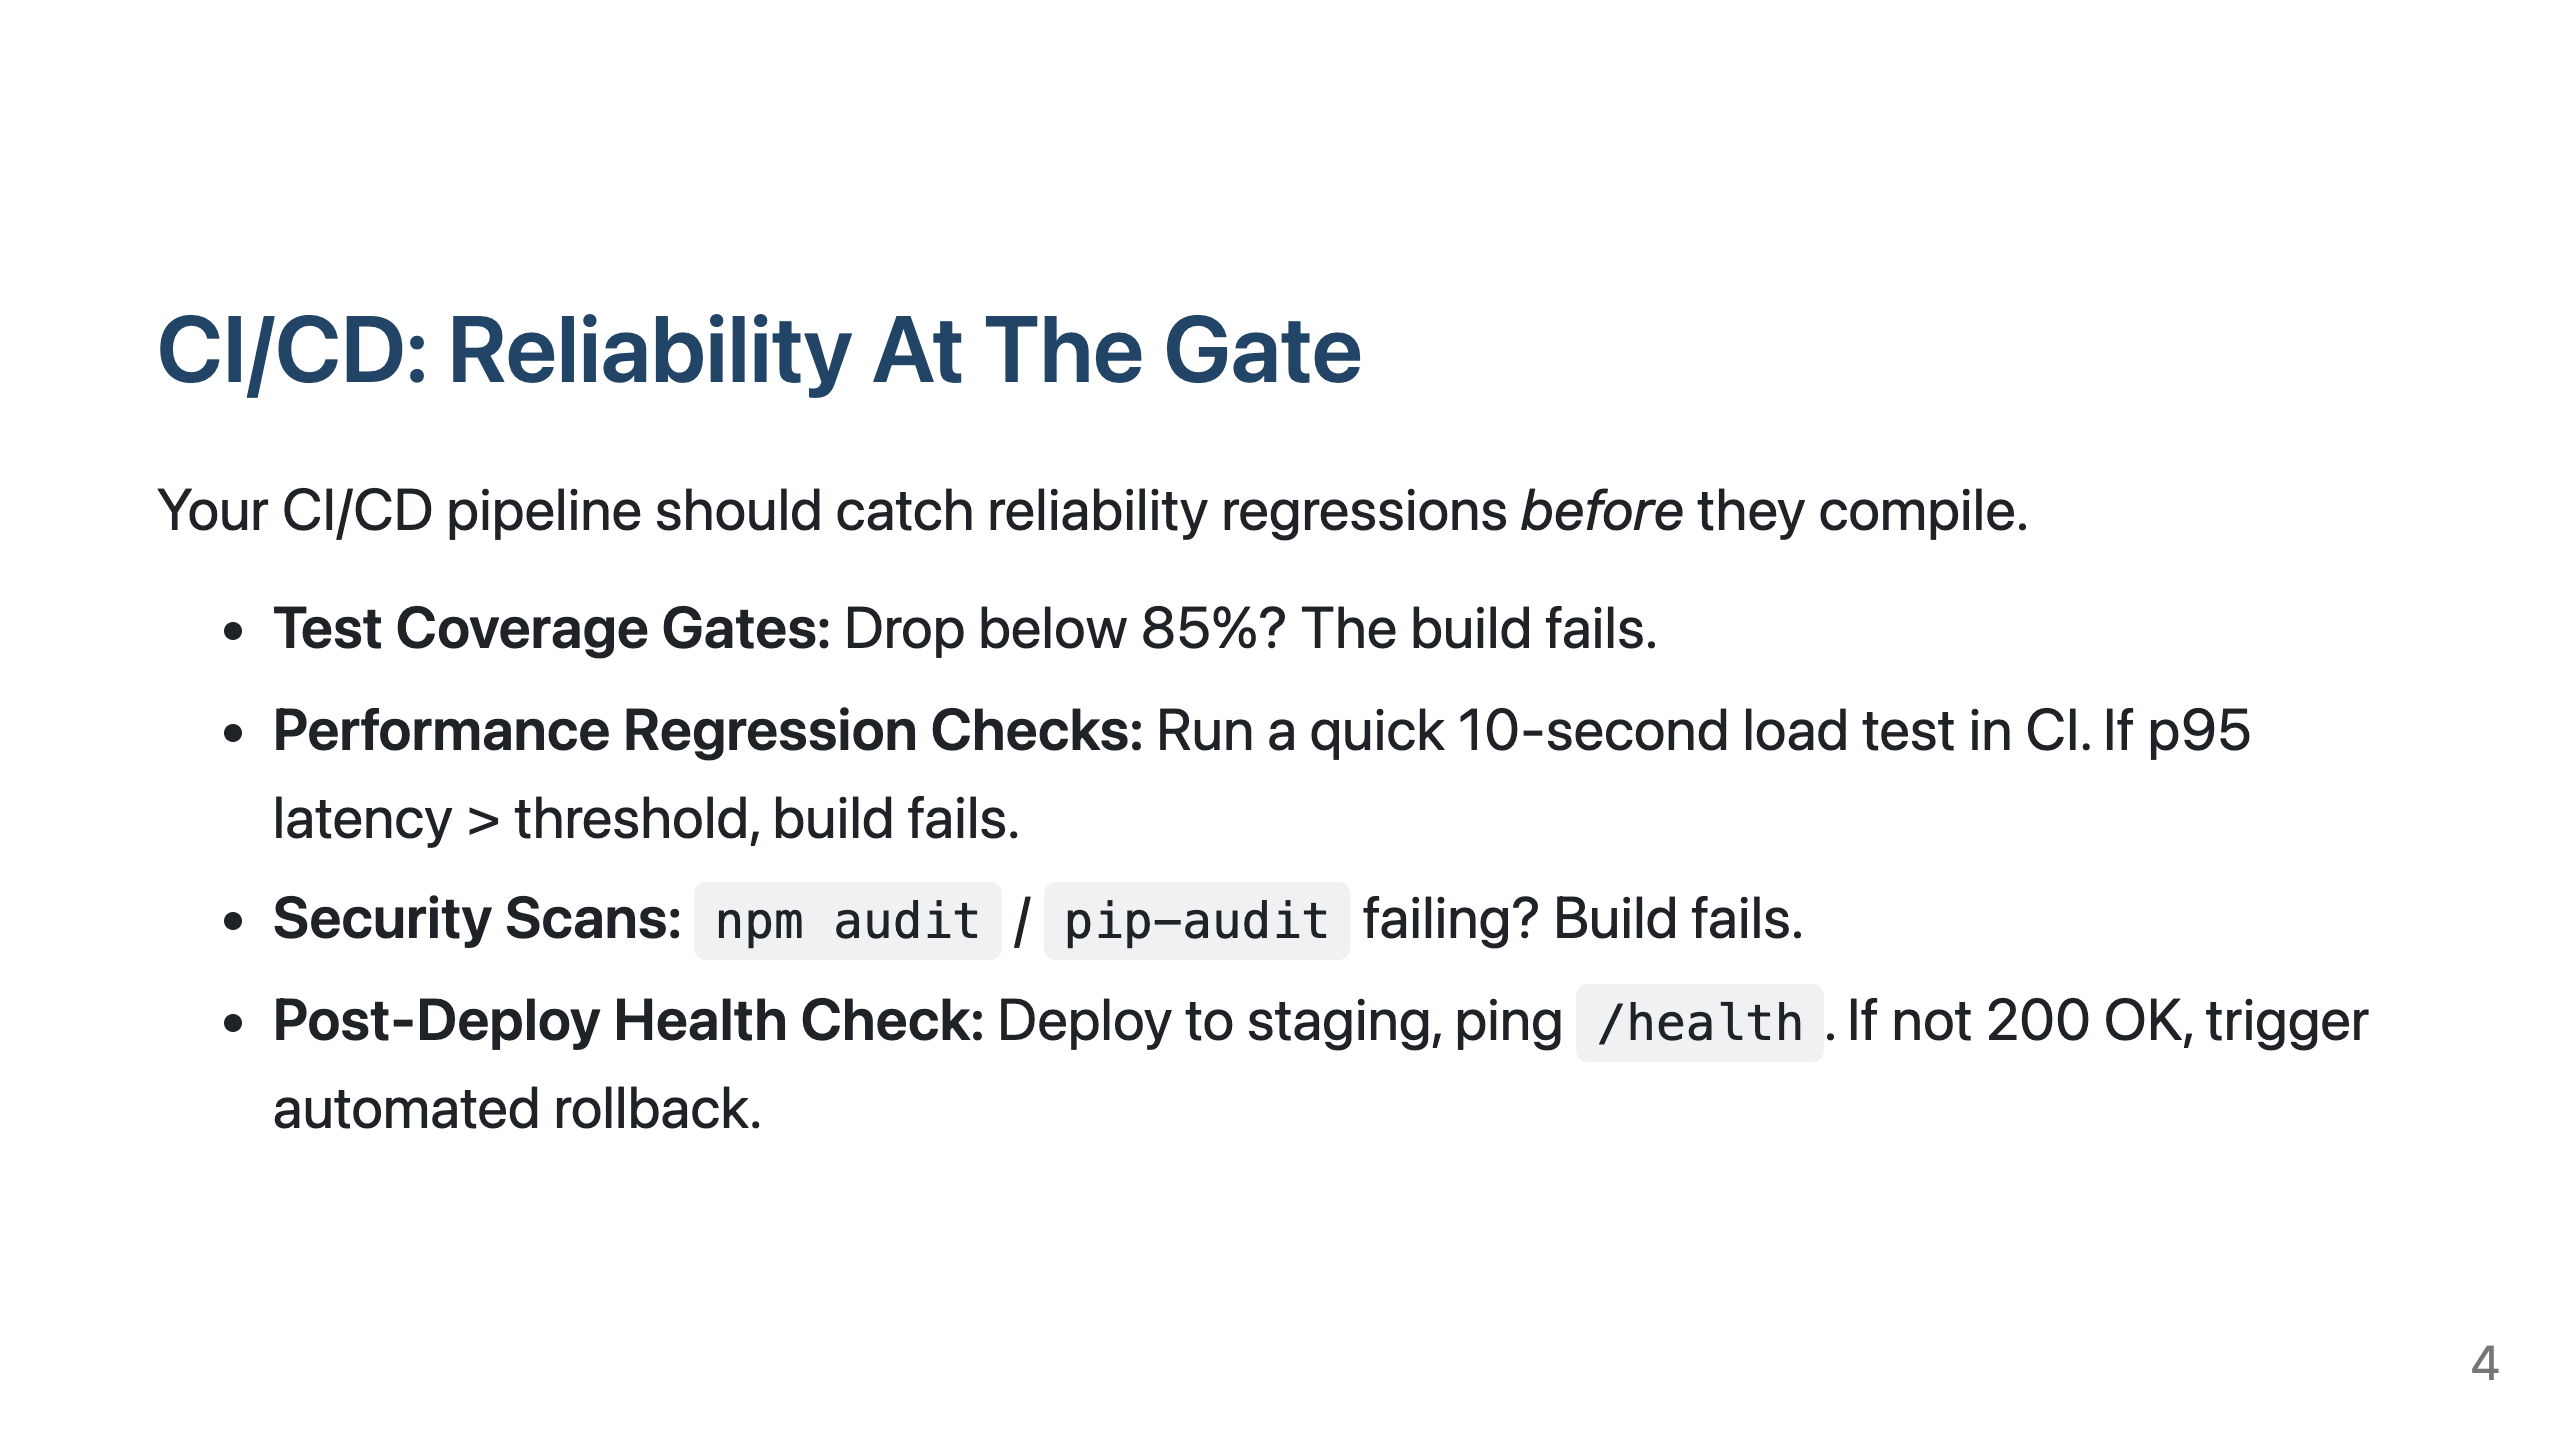 CI/CD: Reliability At The Gate
Your CI/CD pipeline should catch reliability regressions before they compile.
• Test Coverage Gates: Drop below 85%? The build fails.
• Performance Regression Checks: Run a quick 10-second load test in CI. If p95
latency > threshold, build fails.
• Security Scans: npm audit / pip-audit failing? Build fails.
• Post-Deploy Health Check: Deploy to staging, ping /health. If not 200 OK, trigger
automated rollback.
4